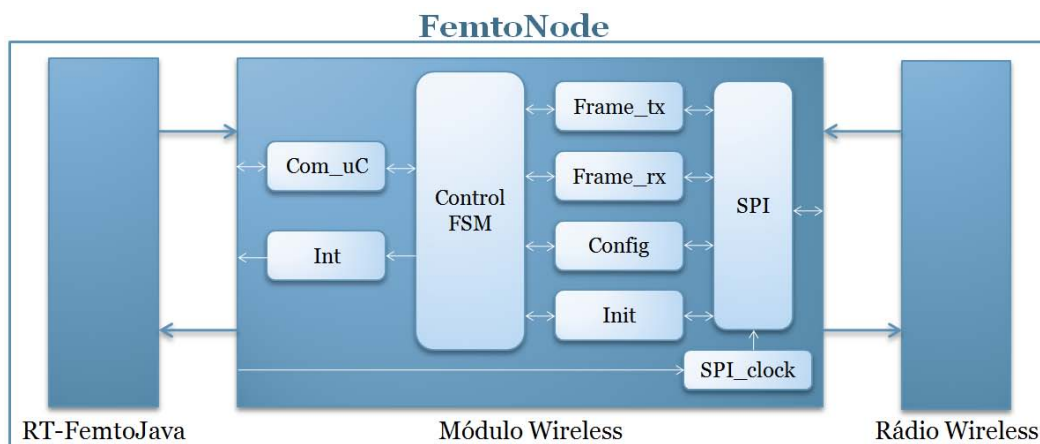 FemtoNode
Frame_tx
Com_uC
Frame_rx
Control
FSM
SPI
Int
Config
Init
SPI_clock
RT-FemtoJava
Módulo Wireless
Rádio Wireless